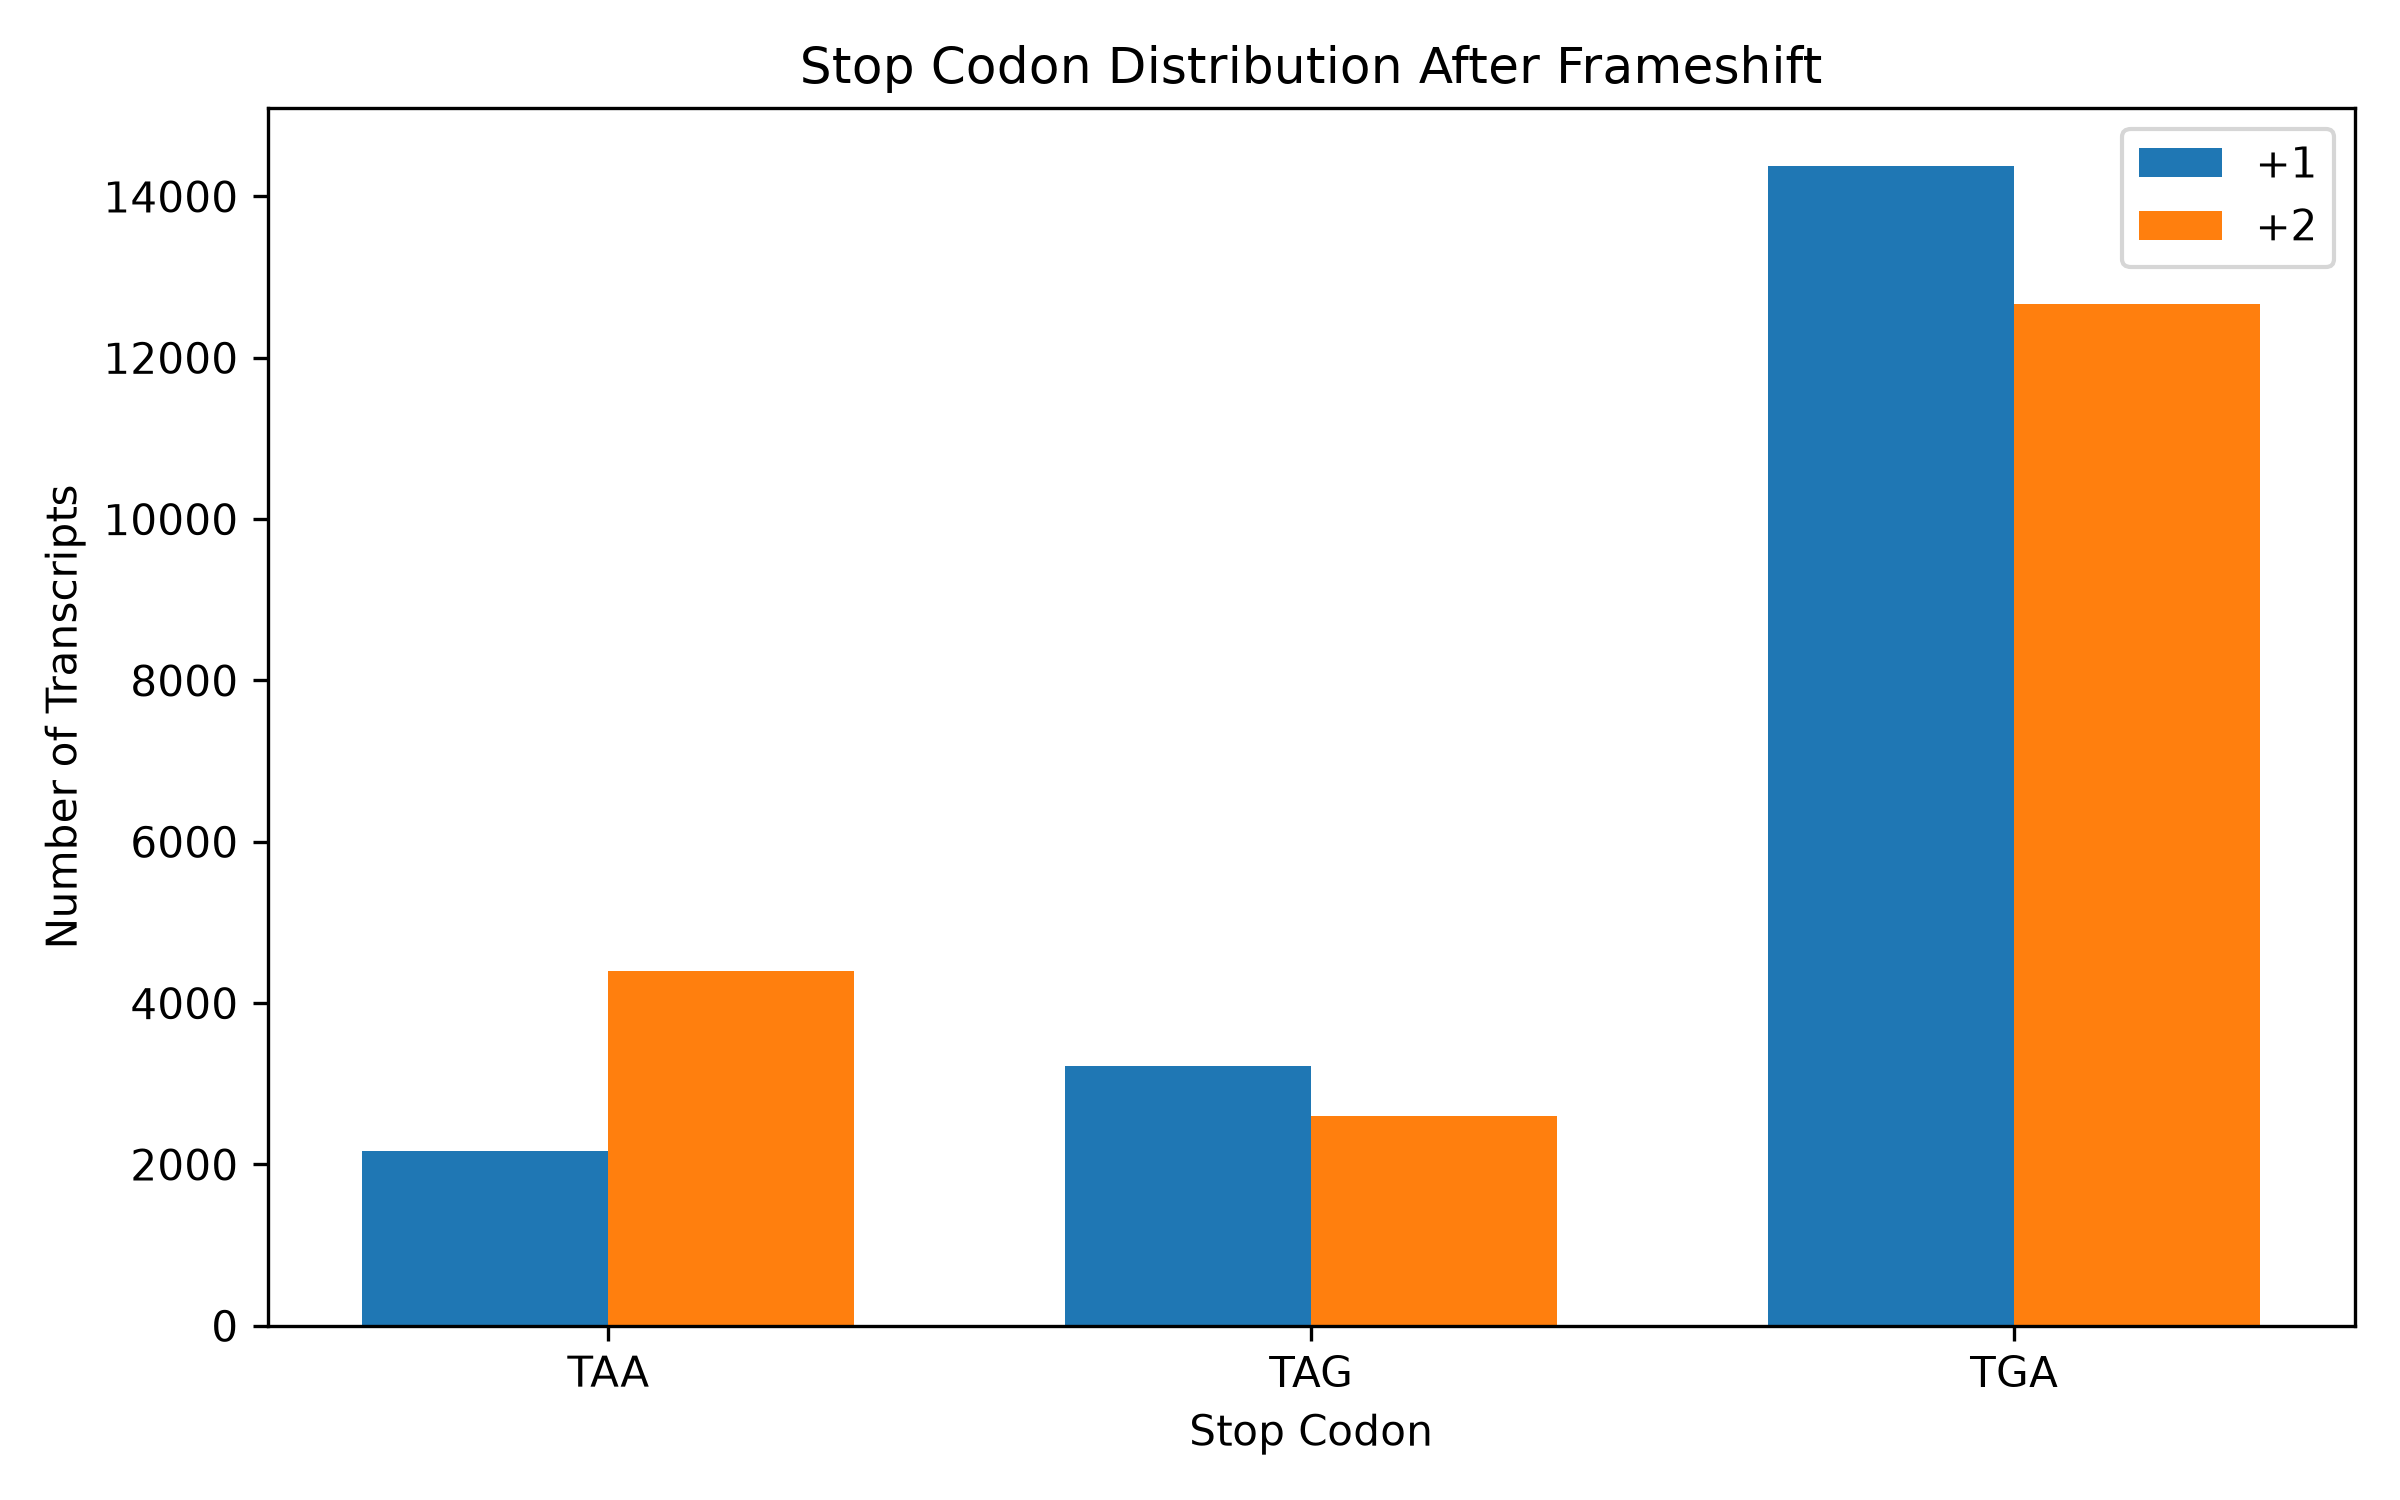 Stop Codon Distribution After Frameshift
+1
+2
14000
12000
10000
8000
6000
4000
2000
0
Number of Transcripts
TAA
TAG
TGA
Stop Codon